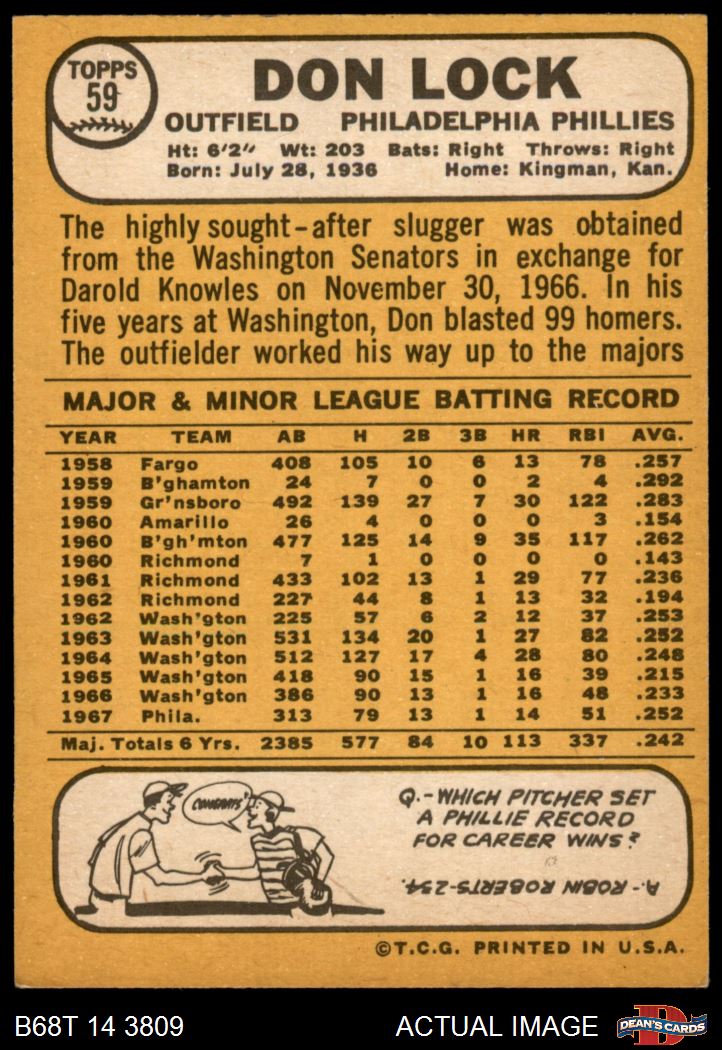 TOPPS
59
DON LOCK
OUTFIELD PHILADELPHIA PHILLIES
Ht: 6'2" Wt: 203 Bats: Right Throws: Right
Born: July 28, 1936 Home: Kingman, Kan.
The highly sought-after slugger was obtained
from the Washington Senators in exchange for
Darold Knowles on November 30, 1966. In his
five years at Washington, Don blasted 99 homers.
The outfielder worked his way up to the majors
MAJOR & MINOR LEAGUE BATTING RECORD
YEAR TEAM AB H 2B 3B HR RBI AVG.
1958 Fargo 408 105 10 6 13 78 .257
1959 B'ghamton 24 7 0 0 2 4 .292
1959 Gr'nsboro 492 139 27 7 30 122 .283
1960 Amarillo 26 4 0 0 0 3 .154
1960 B'gh'mton 477 125 14 9 35 117 .262
1960 Richmond 7 1 0 0 0 0 .143
1961 Richmond 433 102 13 1 29 77 .236
1962 Richmond 227 44 8 1 13 32 .194
1962 Wash'gton 225 57 6 2 12 37 .253
1963 Wash'gton 531 134 20 1 27 82 .252
1964 Wash'gton 512 127 17 4 28 80 .248
1965 Wash'gton 418 90 15 1 16 39 .215
1966 Wash'gton 386 90 13 1 16 48 .233
1967 Phila. 313 79 13 1 14 51 .252
Maj. Totals 6 Yrs. 2385 577 84 10 113 337 .242
CONGRATS!
Q.-WHICH PITCHER SET
A PHILLIE RECORD
FOR CAREER WINS?
A.-ROBIN ROBERTS-234.
©T.C.G. PRINTED IN U.S.A.
B68T 14 3809 ACTUAL IMAGE
D
DEAN'S CARDS